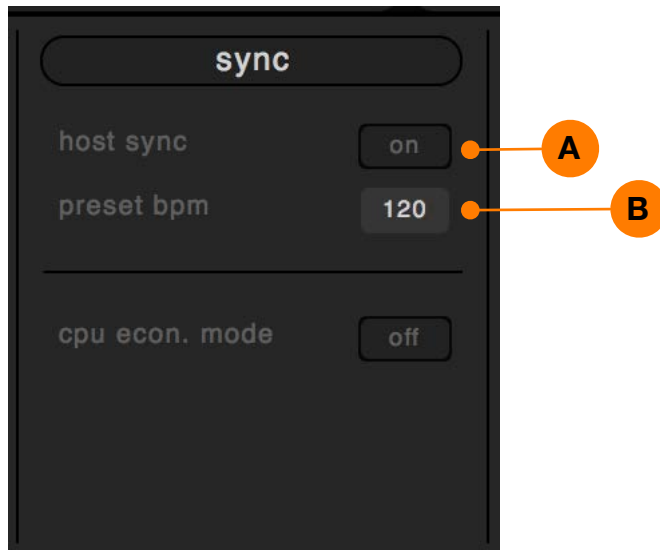 sync
host sync on A
preset bpm 120 B
cpu econ. mode off